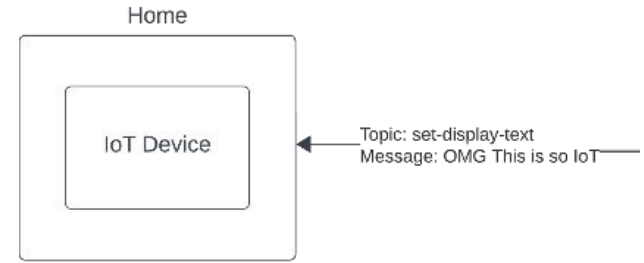 Home
IoT Device
Topic: set-display-text
Message: OMG This is so IoT